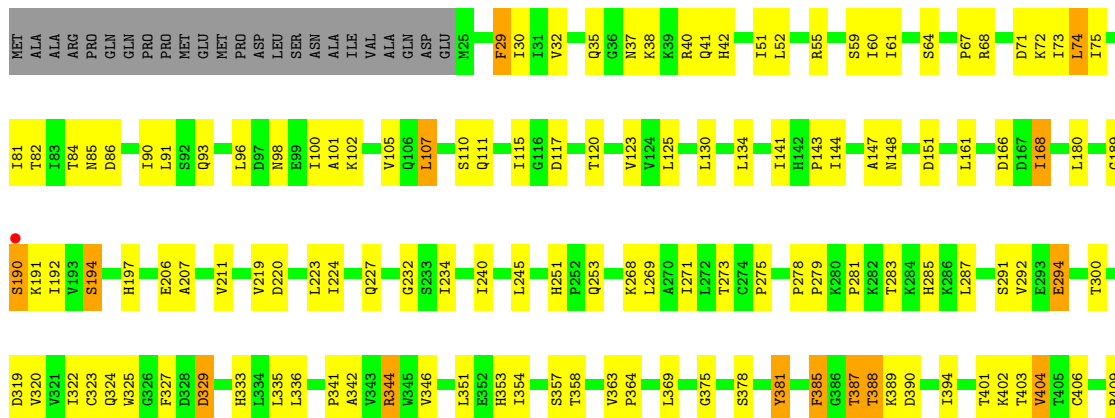 MET ALA ALA ARG PRO GLN GLN PRO PRO MET GLU MET PRO ASP LEU SER ASN ALA ILE VAL ALA GLN ASP GLU M25 F29 I30 I31 V32 Q35 G36 N37 K38 K39 R40 Q41 H42 I51 L52 R55 S59 I60 I61 S64 P67 R68 D71 K72 I73 L74 I75
I81 T82 I83 T84 N85 D86 I90 L91 S92 Q93 L96 D97 N98 E99 I100 A101 K102 V105 Q106 L107 S110 Q111 I115 G116 D117 T120 V123 V124 L125 L130 L134 I141 H142 P143 I144 A147 N148 D151 L161 D166 D167 I168 L180
S190 K191 I192 V193 S194 H197 E206 A207 V211 V219 D220 L223 I224 Q227 G232 S233 I234 I240 L245 H251 P252 Q253 K268 L269 A270 I271 L272 T273 C274 P275 P278 P279 K280 P281 K282 T283 K284 H285 K286 L287 S291 V292 E293 E294 T300
D319 V320 V321 I322 C323 Q324 W325 G326 F327 D328 D329 H333 L334 L335 L336 P341 A342 V343 R344 W345 V346 L351 E352 H353 I354 S357 T358 V363 P364 L369 G375 S378 Y381 F385 G386 T387 T388 K389 D390 I394 T401 K402 T403 V404 T405 C406